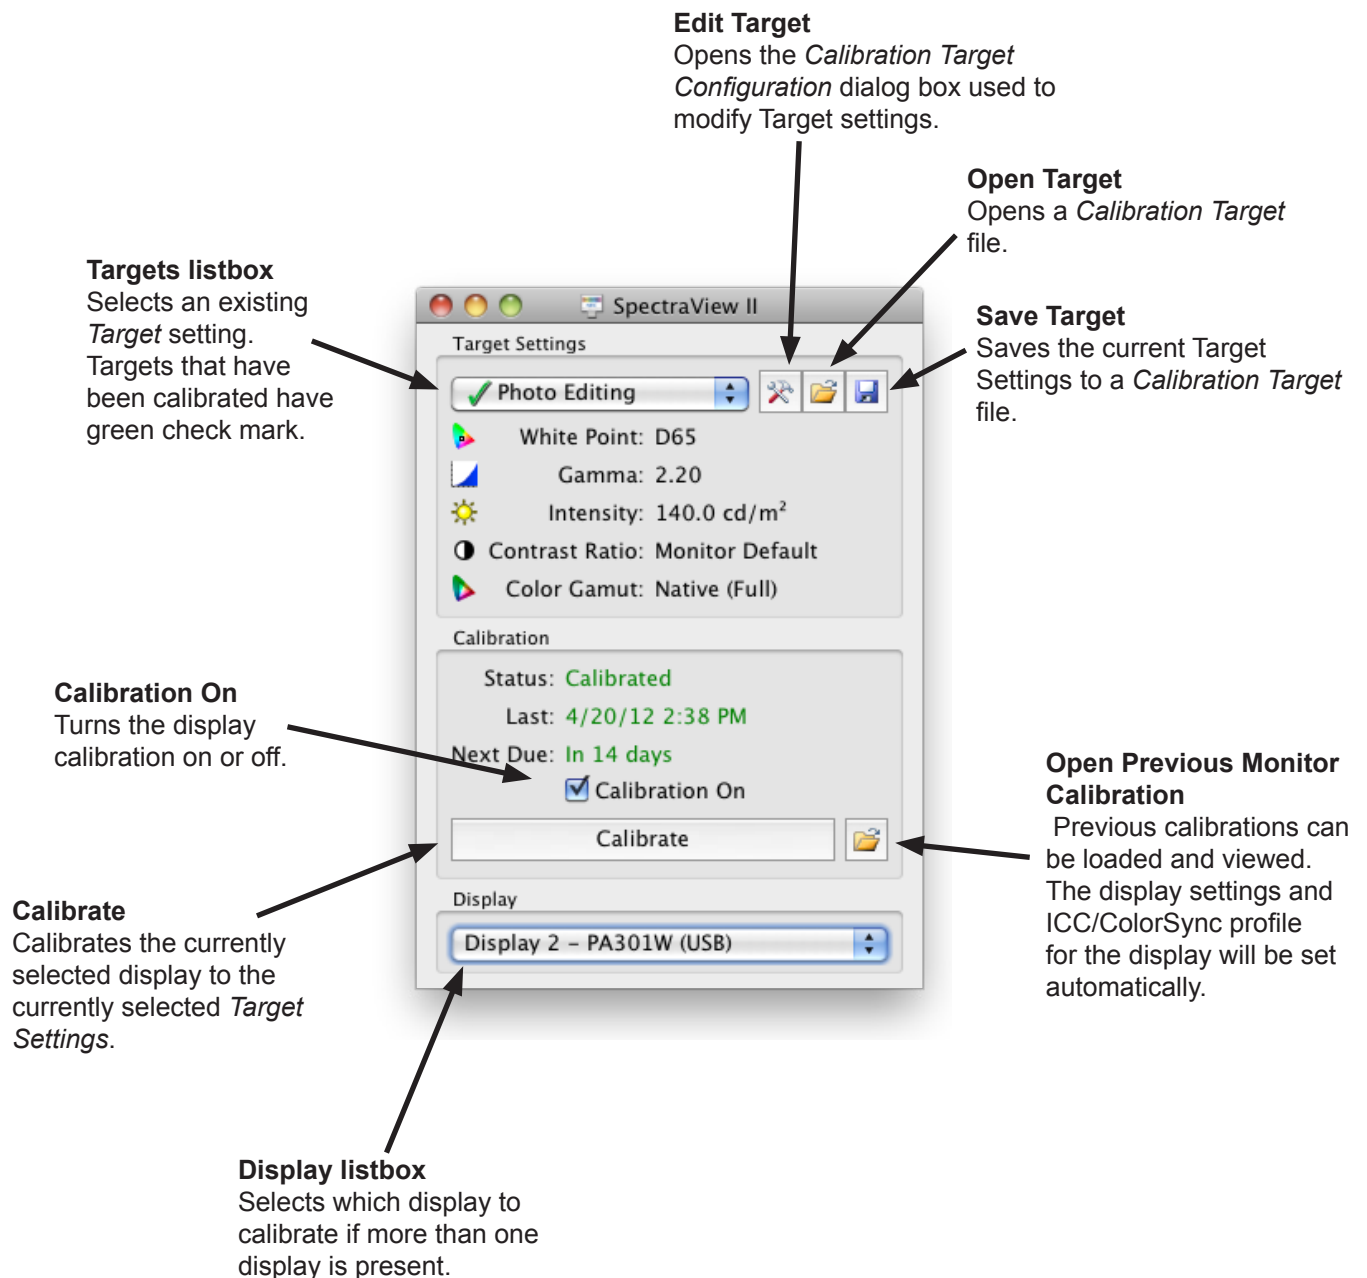 Edit Target
Opens the Calibration Target
Configuration dialog box used to
modify Target settings.
Open Target
Opens a Calibration Target
file.
Targets listbox
Selects an existing
Target setting.
Targets that have
been calibrated have
green check mark.
Save Target
Saves the current Target
Settings to a Calibration Target
file.
SpectraView II
Target Settings
Photo Editing
White Point: D65
Gamma: 2.20
Intensity: 140.0 cd/m²
Contrast Ratio: Monitor Default
Color Gamut: Native (Full)
Calibration
Status: Calibrated
Last: 4/20/12 2:38 PM
Next Due: In 14 days
Calibration On
Calibrate
Display
Display 2 – PA301W (USB)
Calibration On
Turns the display
calibration on or off.
Open Previous Monitor
Calibration
Previous calibrations can
be loaded and viewed.
The display settings and
ICC/ColorSync profile
for the display will be set
automatically.
Calibrate
Calibrates the currently
selected display to the
currently selected Target
Settings.
Display listbox
Selects which display to
calibrate if more than one
display is present.